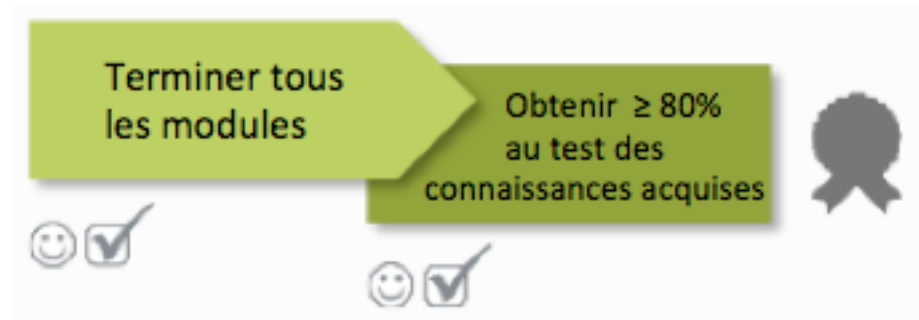 Terminer tous
les modules
Obtenir ≥ 80%
au test des
connaissances acquises